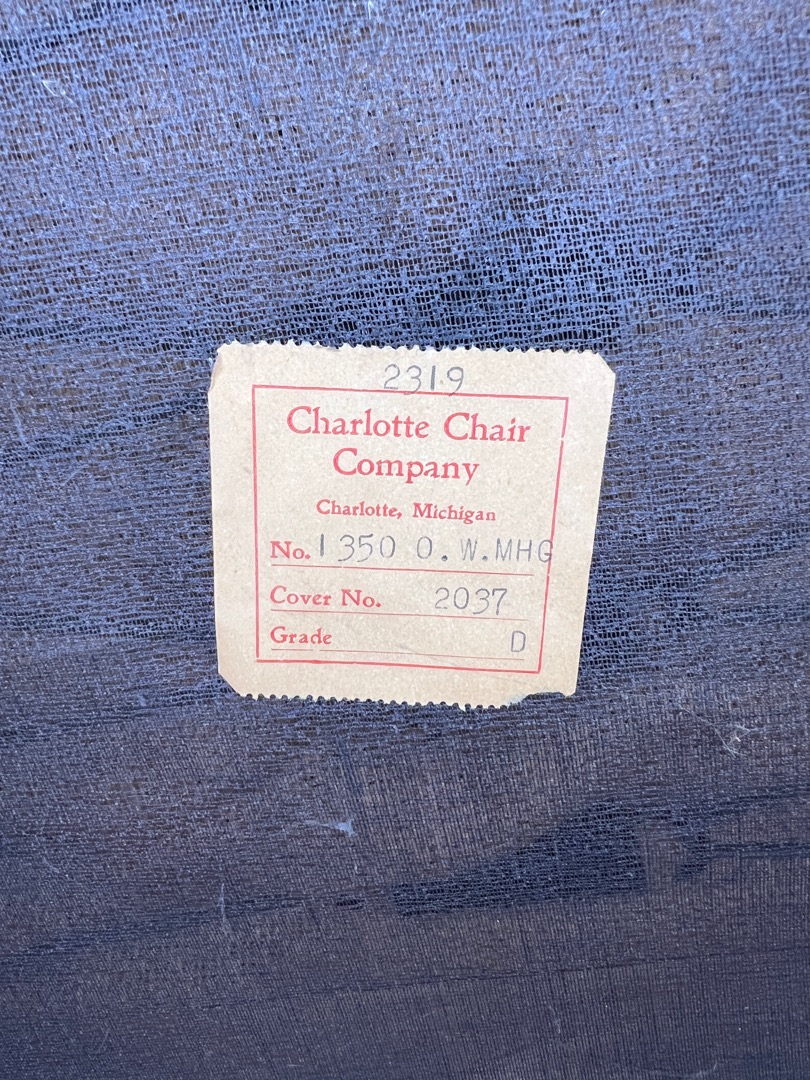 2319
Charlotte Chair
Company
Charlotte, Michigan
No. 1350 O.W.MHG
Cover No. 2037
Grade D